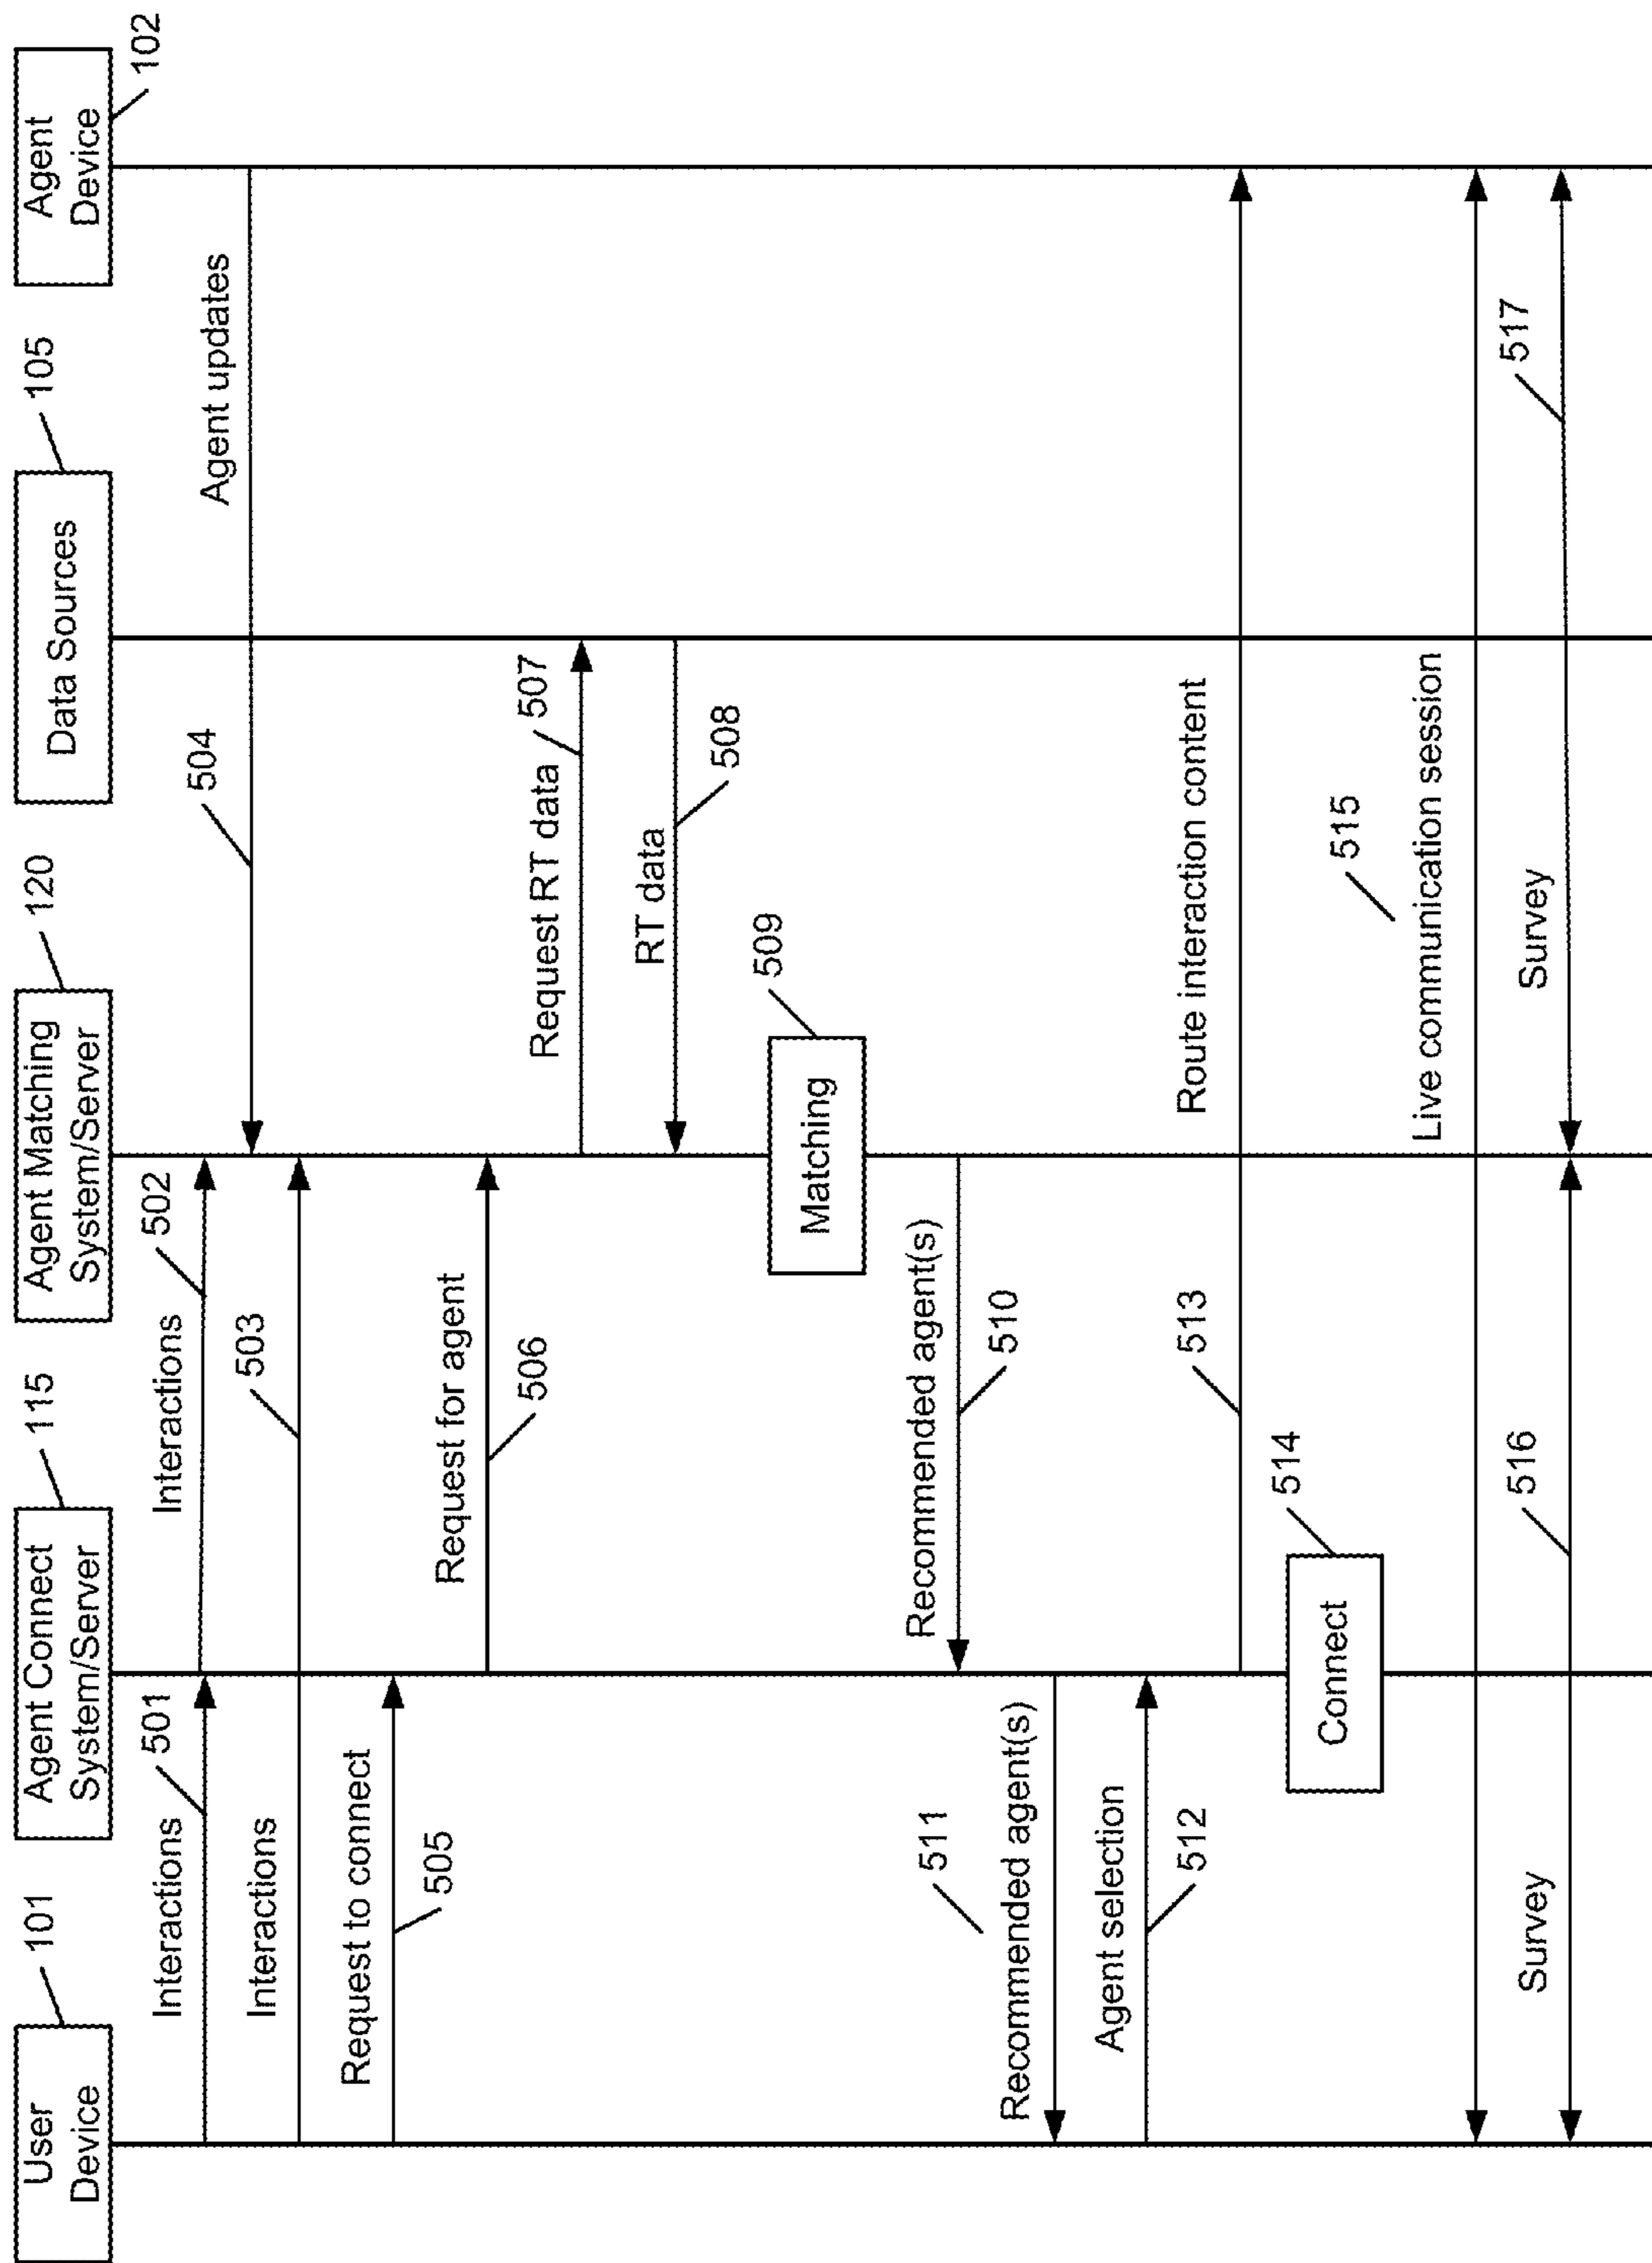 User
Device
101
Agent Connect
System/Server
115
Agent Matching
System/Server
120
Data Sources
105
Agent
Device
102
Interactions
501
Interactions
502
Agent updates
504
Interactions
503
Request to connect
505
Request for agent
506
Request RT data
507
RT data
508
Matching
509
Recommended agent(s)
510
Recommended agent(s)
511
Agent selection
512
Route interaction content
513
Connect
514
Live communication session
515
Survey
516
Survey
517